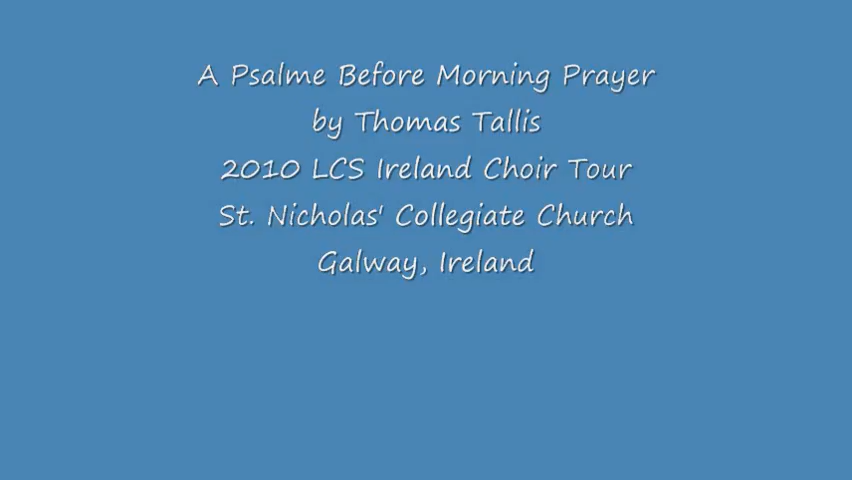 A Psalme Before Morning Prayer
by Thomas Tallis
2010 LCS Ireland Choir Tour
St. Nicholas' Collegiate Church
Galway, Ireland